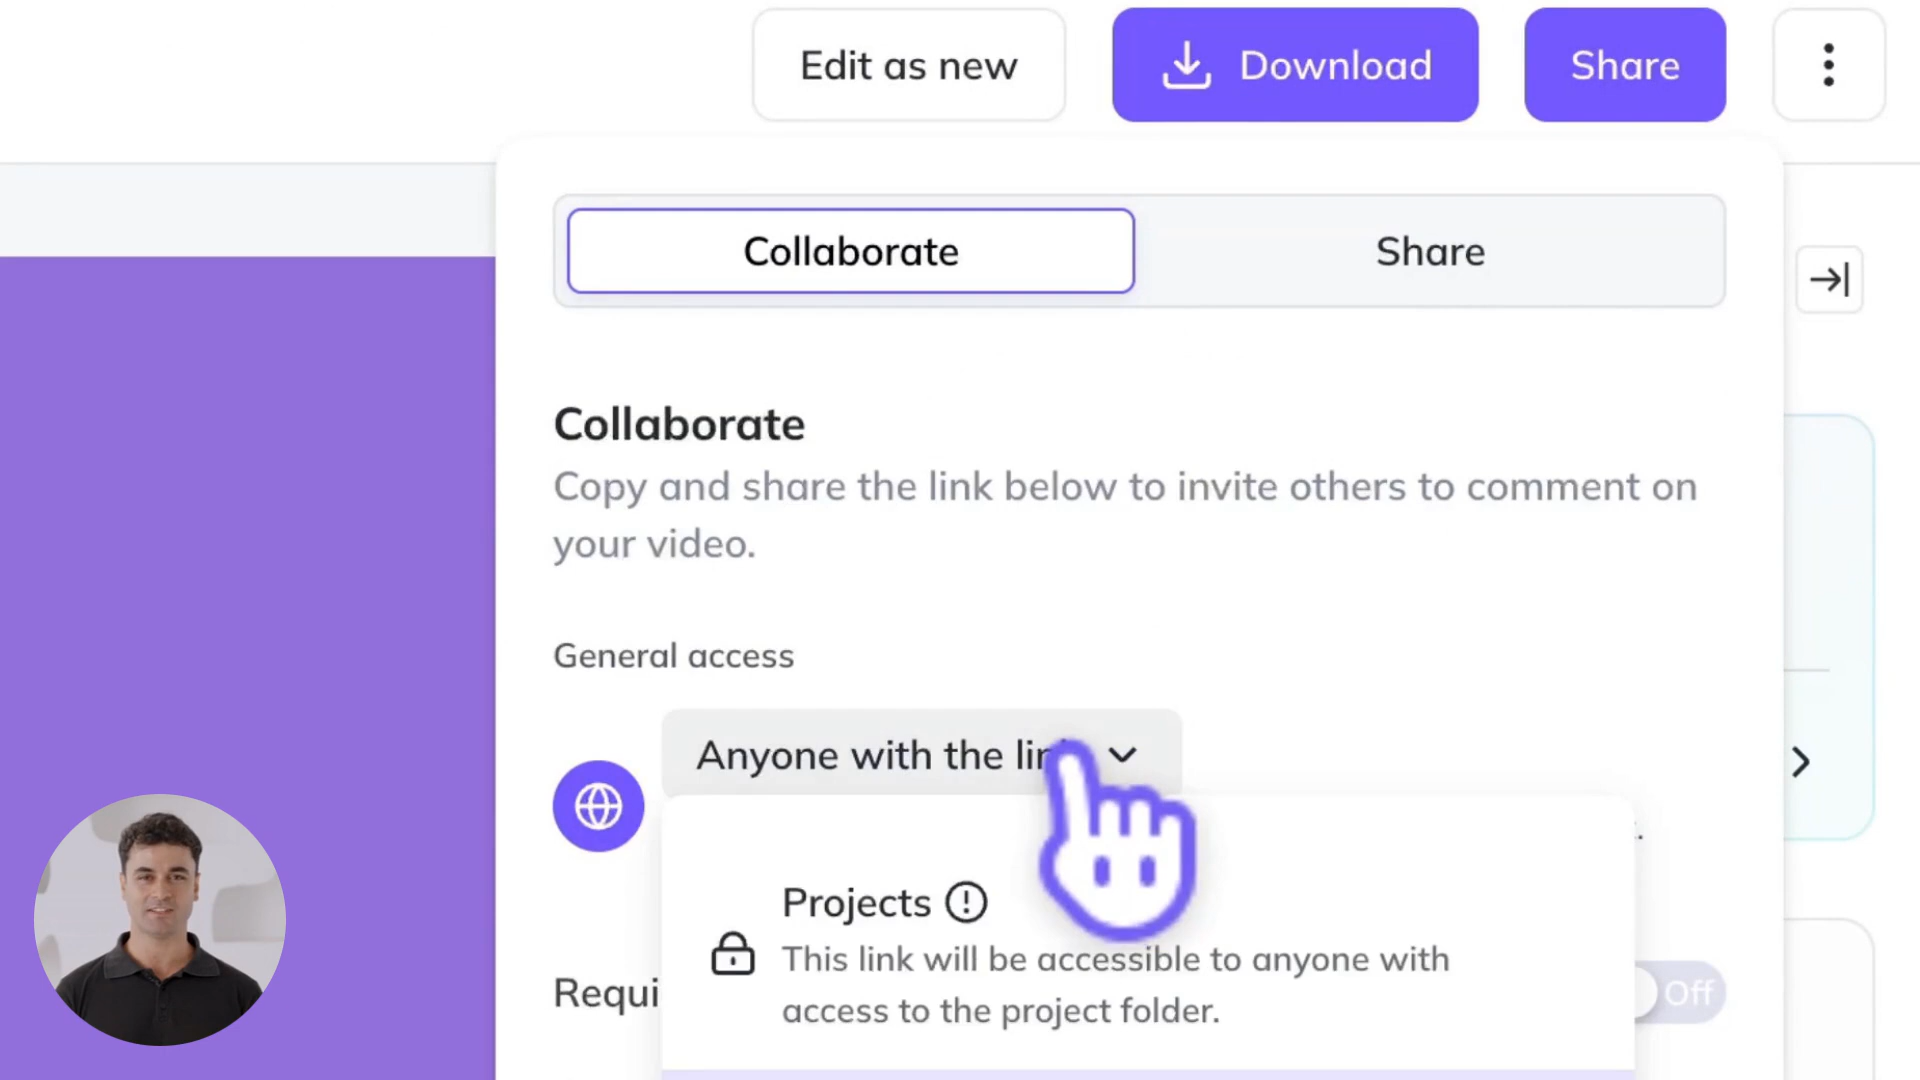 Edit as new
Download
Share
Collaborate
Share
Collaborate
Copy and share the link below to invite others to comment on
your video.
General access
Anyone with the
Projects
This link will be accessible to anyone with
access to the project folder.
Off